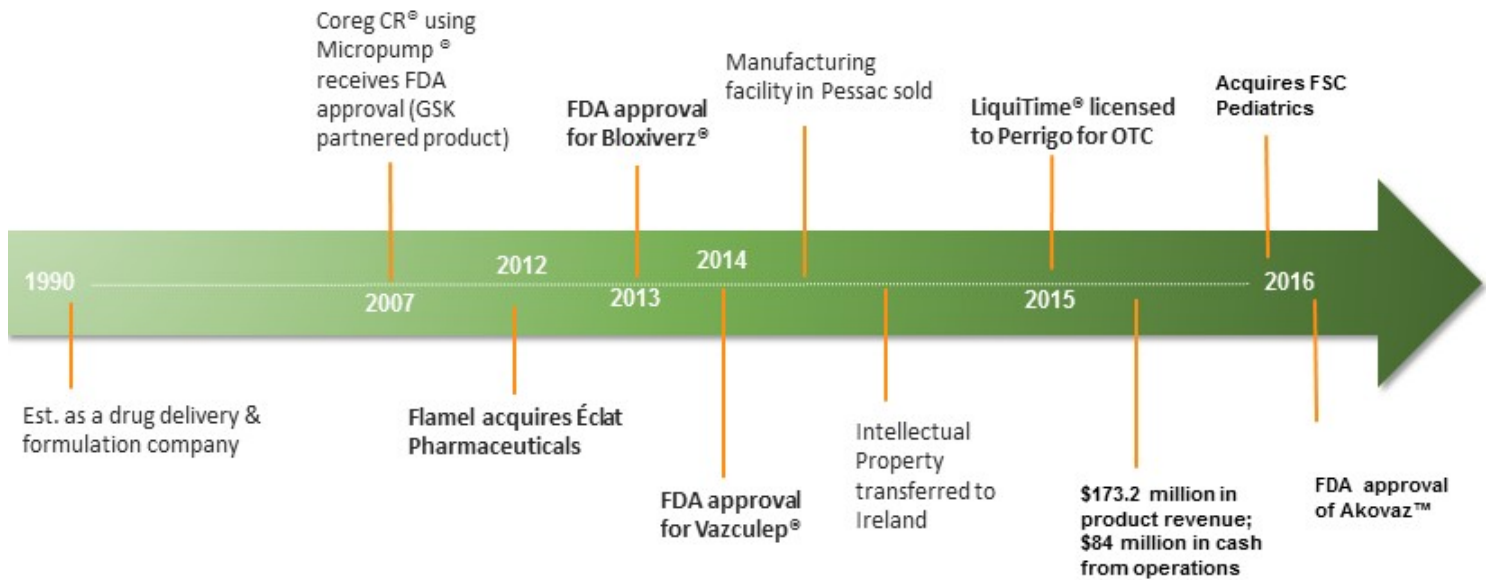 Coreg CR® using
Micropump ®
receives FDA
approval (GSK
partnered product)
FDA approval
for Bloxiverz®
Manufacturing
facility in Pessac sold
LiquiTime® licensed
to Perrigo for OTC
Acquires FSC
Pediatrics
1990
2007
2012
2013
2014
2015
2016
Est. as a drug delivery &
formulation company
Flamel acquires Éclat
Pharmaceuticals
FDA approval
for Vazculep®
Intellectual
Property
transferred to
Ireland
$173.2 million in
product revenue;
$84 million in cash
from operations
FDA approval
of Akovaz™